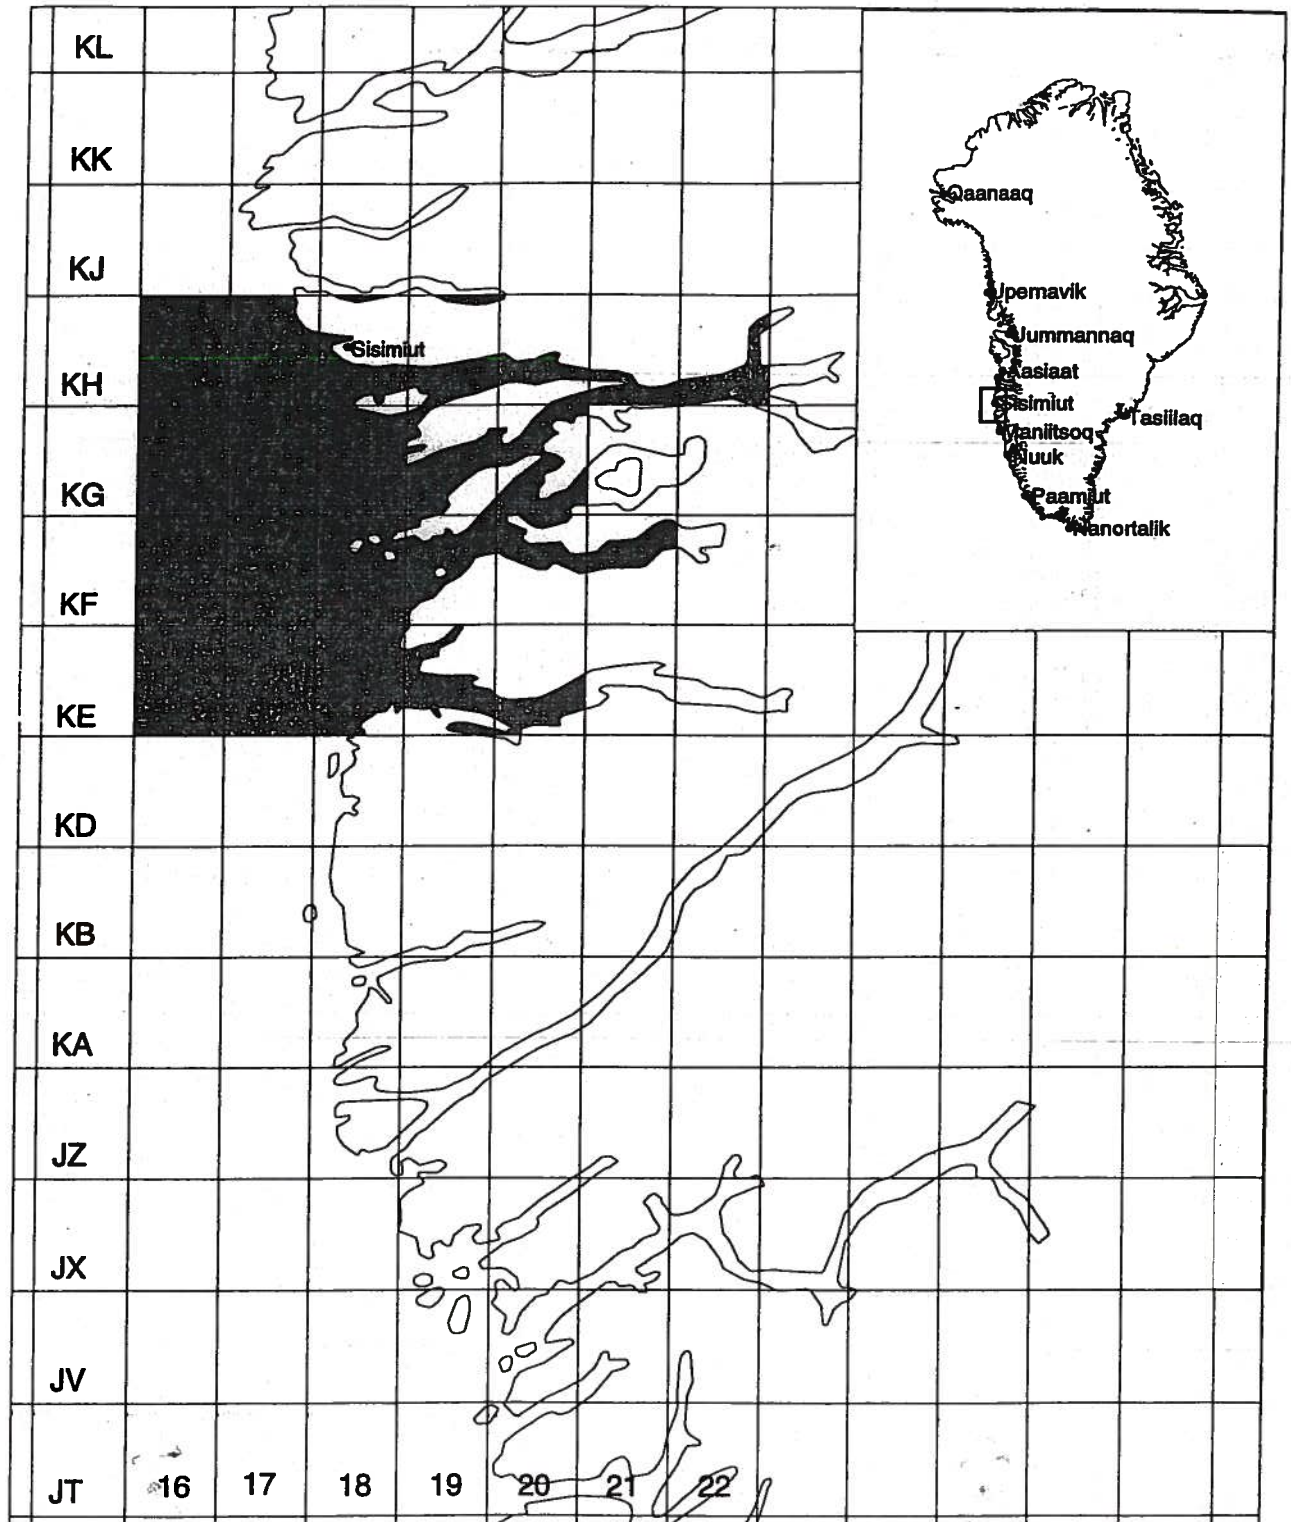 KL
KK
Qaanaaq
KJ
Upernavik
Uummannaq
Sisimiut
Aasiaat
KH
Sisimiut
Tasiilaq
Maniitsoq
Nuuk
KG
Paamiut
Nanortalik
KF
KE
KD
KB
KA
JZ
JX
JV
JT 16 17 18 19 20 21 22